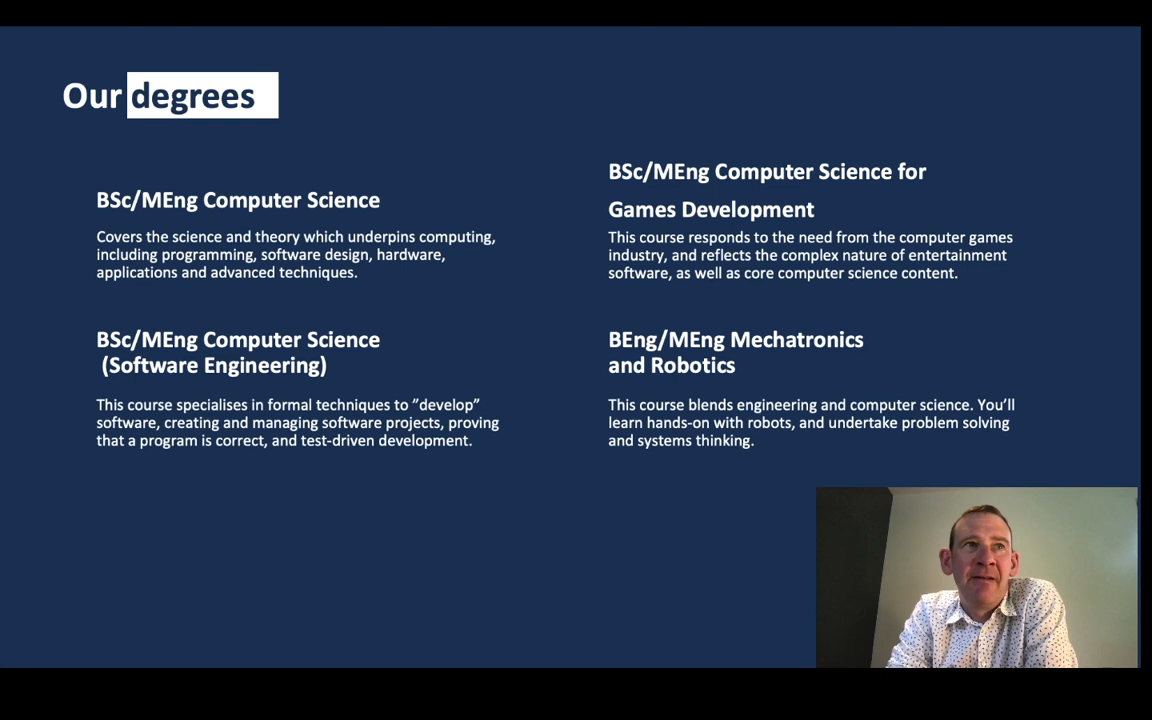 Our degrees
BSc/MEng Computer Science
Covers the science and theory which underpins computing,
including programming, software design, hardware,
applications and advanced techniques.
BSc/MEng Computer Science for
Games Development
This course responds to the need from the computer games
industry, and reflects the complex nature of entertainment
software, as well as core computer science content.
BSc/MEng Computer Science
(Software Engineering)
This course specialises in formal techniques to ”develop”
software, creating and managing software projects, proving
that a program is correct, and test-driven development.
BEng/MEng Mechatronics
and Robotics
This course blends engineering and computer science. You’ll
learn hands-on with robots, and undertake problem solving
and systems thinking.